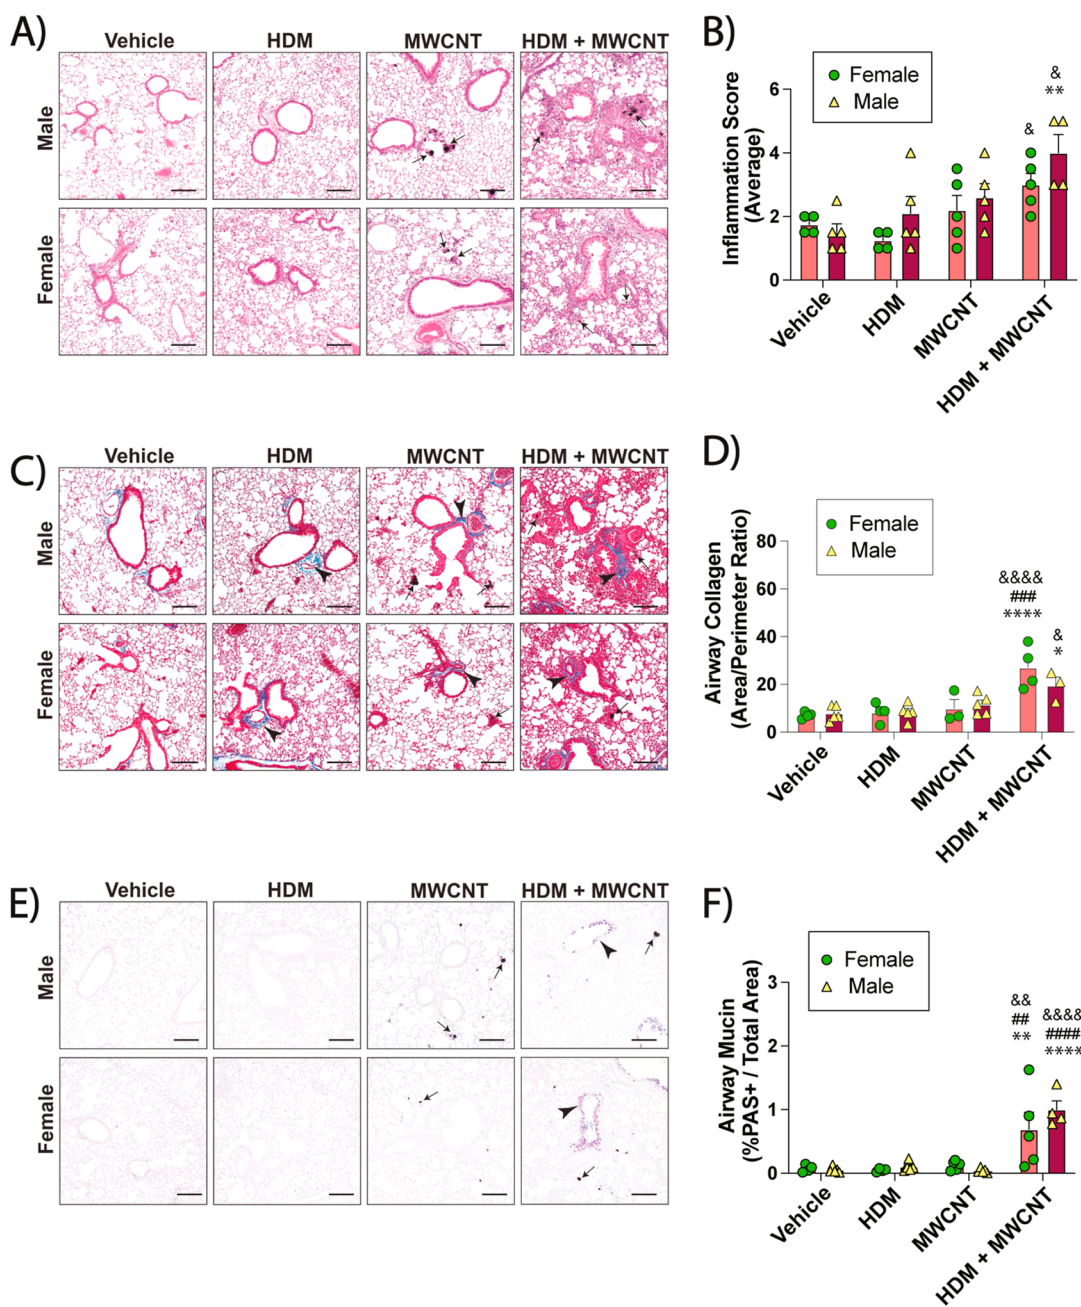 A)
Vehicle HDM MWCNT HDM + MWCNT
Male
Female
B)
Female
Male
Inflammation Score
(Average)
6
4
2
0
&
**
&
Vehicle
HDM
MWCNT
HDM + MWCNT
C)
Vehicle HDM MWCNT HDM + MWCNT
Male
Female
D)
Female
Male
Airway Collagen
(Area/Perimeter Ratio)
80
60
40
20
0
&&&&
###
****
&
*
Vehicle
HDM
MWCNT
HDM + MWCNT
E)
Vehicle HDM MWCNT HDM + MWCNT
Male
Female
F)
Female
Male
Airway Mucin
(%PAS+ / Total Area)
3
2
1
0
&&
##
**
&&&&
####
****
Vehicle
HDM
MWCNT
HDM + MWCNT